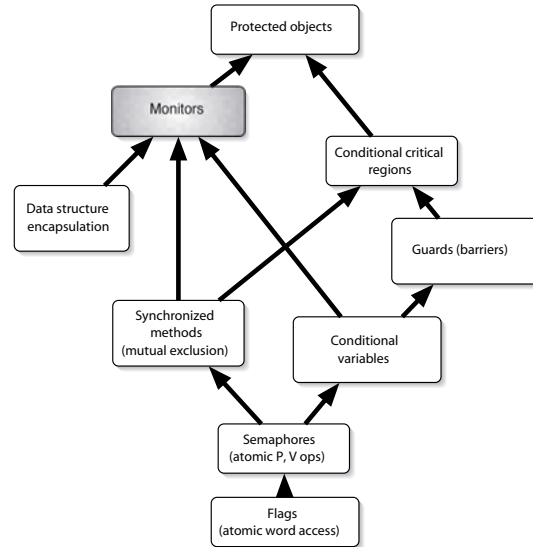 Protected objects
Monitors
Conditional critical
regions
Data structure
encapsulation
Guards (barriers)
Synchronized
methods
(mutual exclusion)
Conditional
variables
Semaphores
(atomic P, V ops)
Flags
(atomic word access)